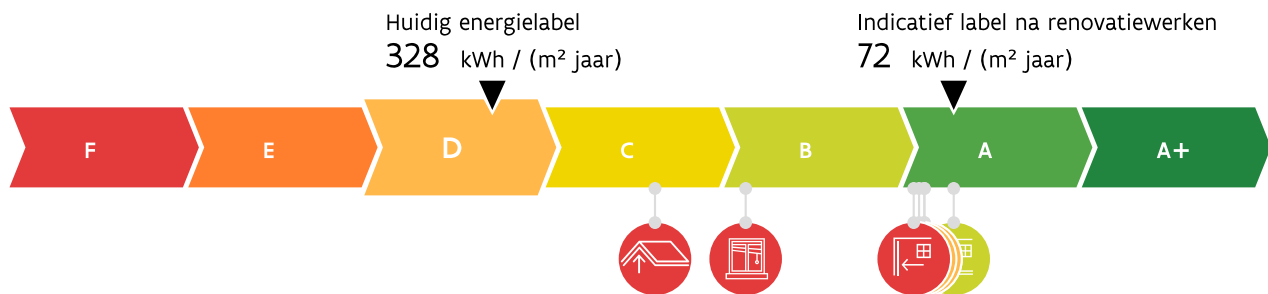 Huidig energielabel
328 kWh / (m² jaar)
Indicatief label na renovatiewerken
72 kWh / (m² jaar)
F E D C B A A+